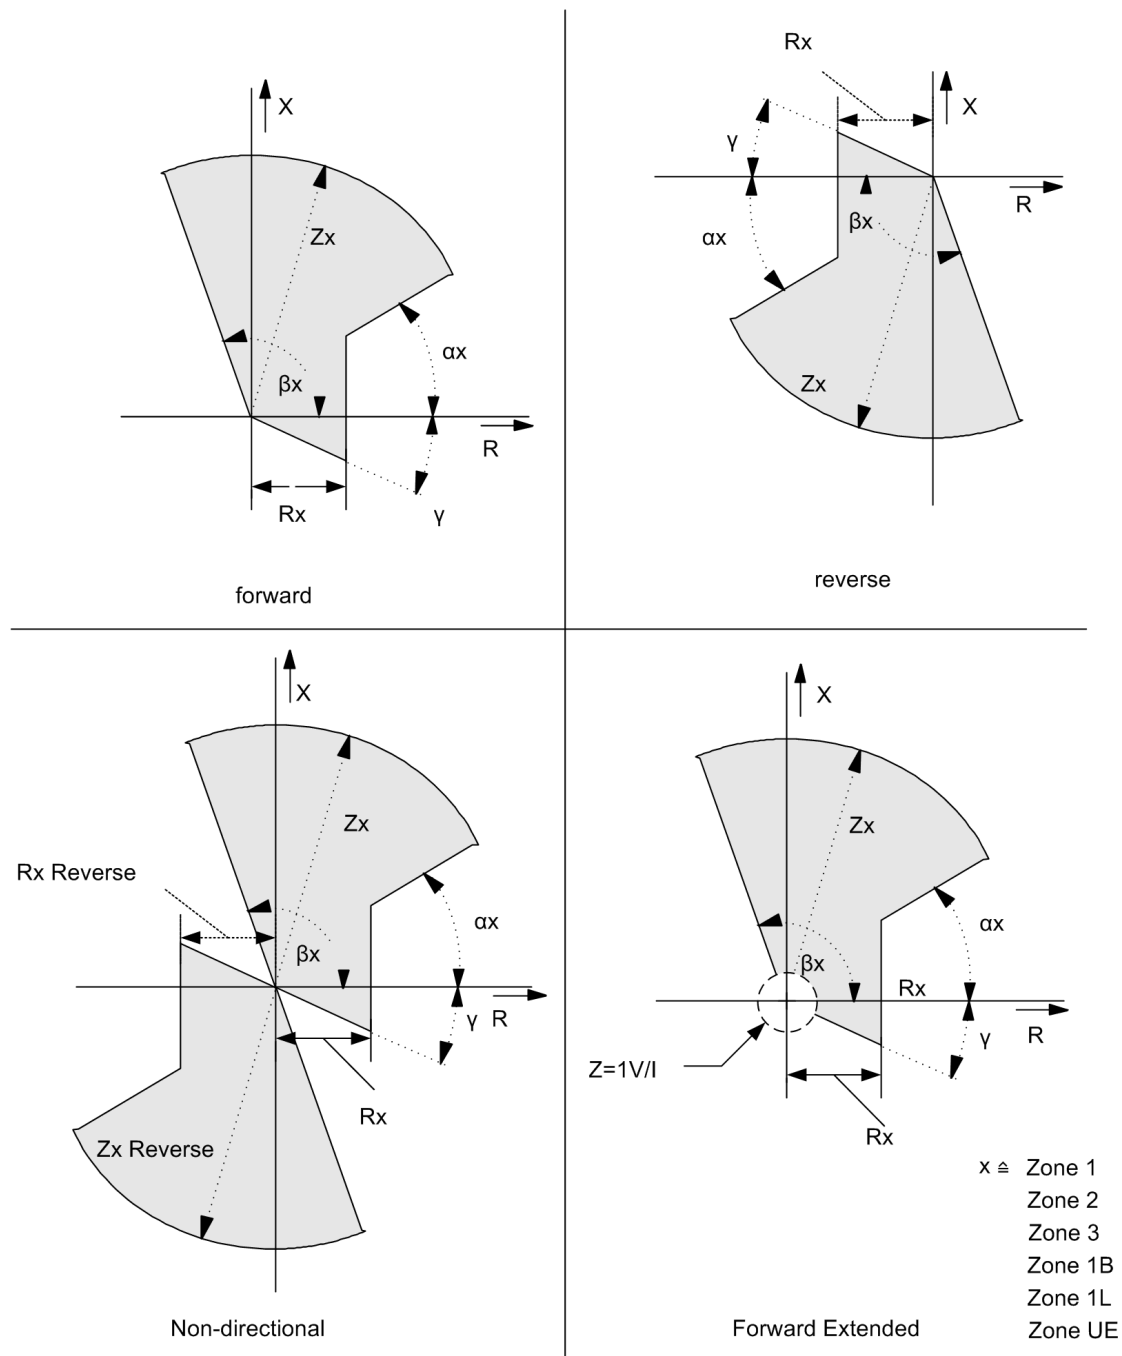 X
Zx
αx
βx
R
Rx
γ
forward
Rx
X
γ
R
βx
αx
Zx
reverse
X
Zx
Rx Reverse
αx
βx
γ
R
Rx
Zx Reverse
Non-directional
X
Zx
αx
βx
Rx
γ
R
Z=1V/I
Rx
x ≙ Zone 1
Zone 2
Zone 3
Zone 1B
Zone 1L
Zone UE
Forward Extended